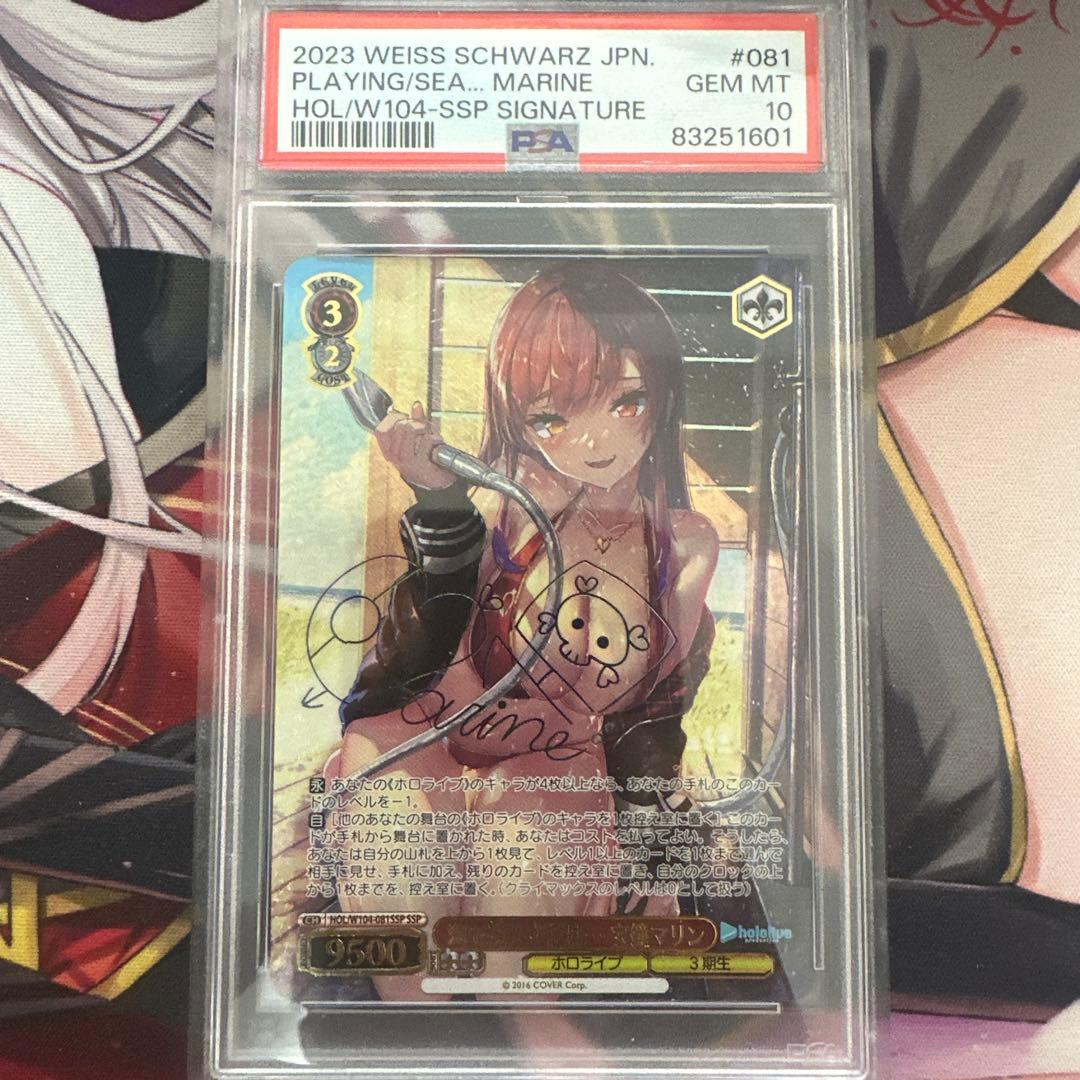 2023 WEISS SCHWARZ JPN. #081
PLAYING/SEA... MARINE GEM MT
HOL/W104-SSP SIGNATURE 10
PSA 83251601
3
2
COST
Marine
永 あなたの《ホロライブ》のキャラが4枚以上なら、あなたの手札のこのカー
ドのレベルを－1。
自 [他のあなたの舞台の《ホロライブ》のキャラを1枚控え室に置く] このカー
ドが手札から舞台に置かれた時、あなたはコストを払ってよい。そうしたら、
あなたは自分の山札を上から1枚見て、レベル1以上のカードを1枚まで選んで
相手に見せ、手札に加え、残りのカードを控え室に置き、自分のクロックの上
から1枚までを、控え室に置く。（クライマックスのレベルは0として扱う）
CH HOL/W104-081SSP SSP
9500
宝鐘マリン
hololive
production
ホロライブ
3期生
© 2016 COVER Corp.